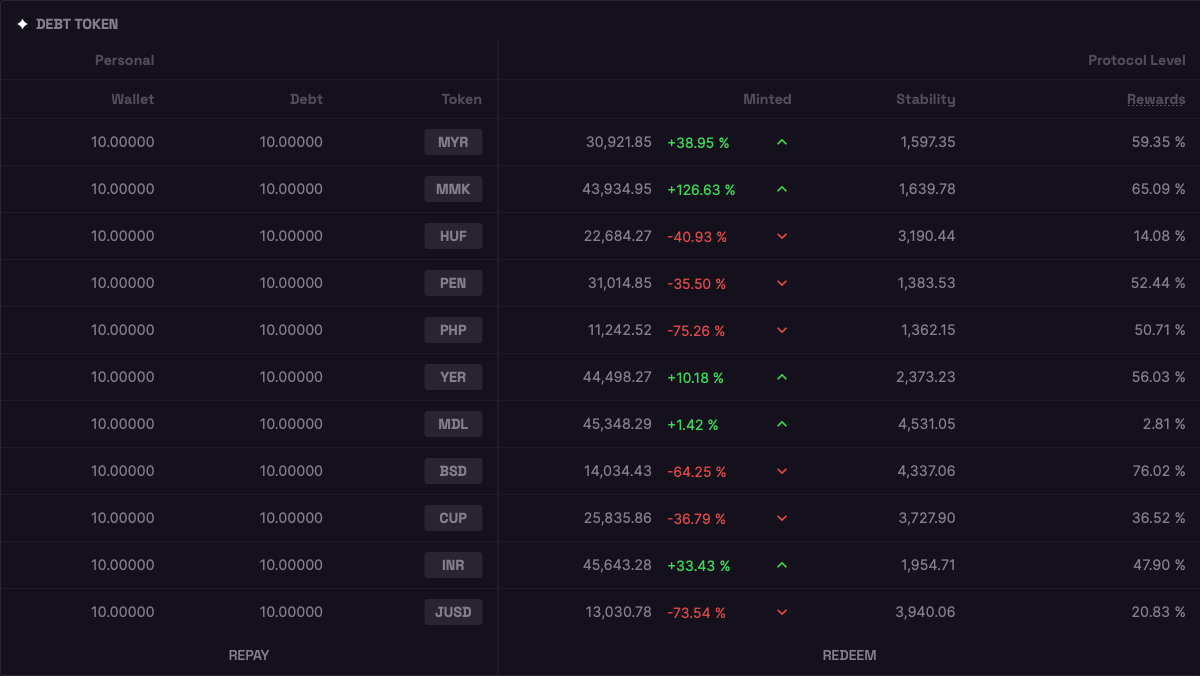 DEBT TOKEN
Personal Protocol Level
Wallet Debt Token Minted Stability Rewards
10.00000 10.00000 MYR 30,921.85 +38.95 % 1,597.35 59.35 %
10.00000 10.00000 MMK 43,934.95 +126.63 % 1,639.78 65.09 %
10.00000 10.00000 HUF 22,684.27 -40.93 % 3,190.44 14.08 %
10.00000 10.00000 PEN 31,014.85 -35.50 % 1,383.53 52.44 %
10.00000 10.00000 PHP 11,242.52 -75.26 % 1,362.15 50.71 %
10.00000 10.00000 YER 44,498.27 +10.18 % 2,373.23 56.03 %
10.00000 10.00000 MDL 45,348.29 +1.42 % 4,531.05 2.81 %
10.00000 10.00000 BSD 14,034.43 -64.25 % 4,337.06 76.02 %
10.00000 10.00000 CUP 25,835.86 -36.79 % 3,727.90 36.52 %
10.00000 10.00000 INR 45,643.28 +33.43 % 1,954.71 47.90 %
10.00000 10.00000 JUSD 13,030.78 -73.54 % 3,940.06 20.83 %
REPAY REDEEM